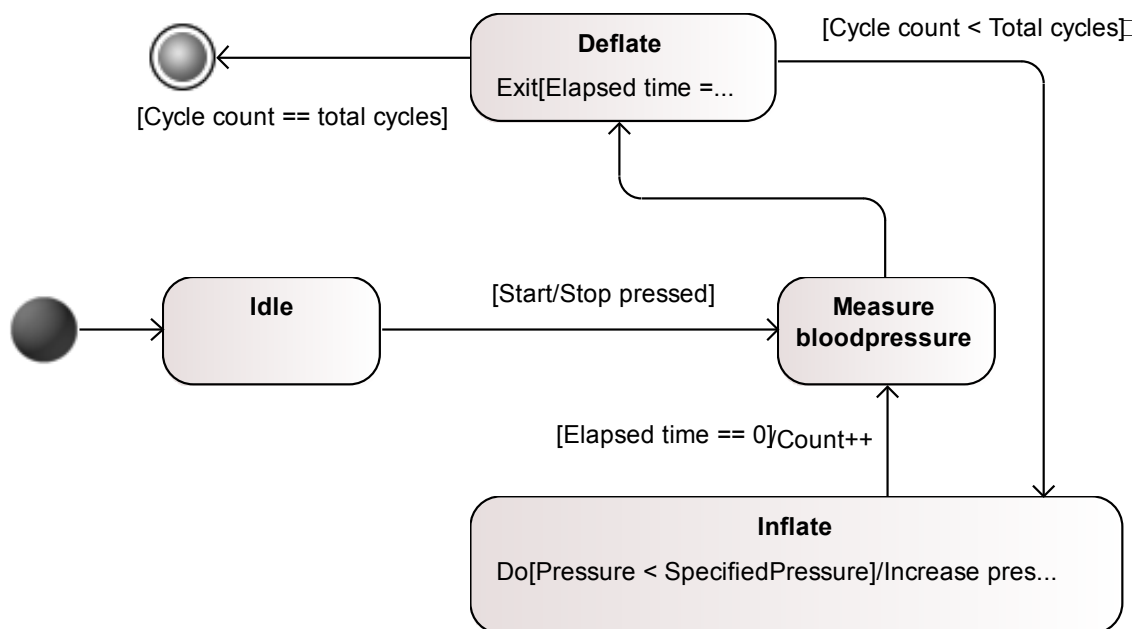 [Cycle count < Total cycles]
Deflate
Exit[Elapsed time =...
[Cycle count == total cycles]
Idle
[Start/Stop pressed]
Measure
bloodpressure
[Elapsed time == 0]/Count++
Inflate
Do[Pressure < SpecifiedPressure]/Increase pres...